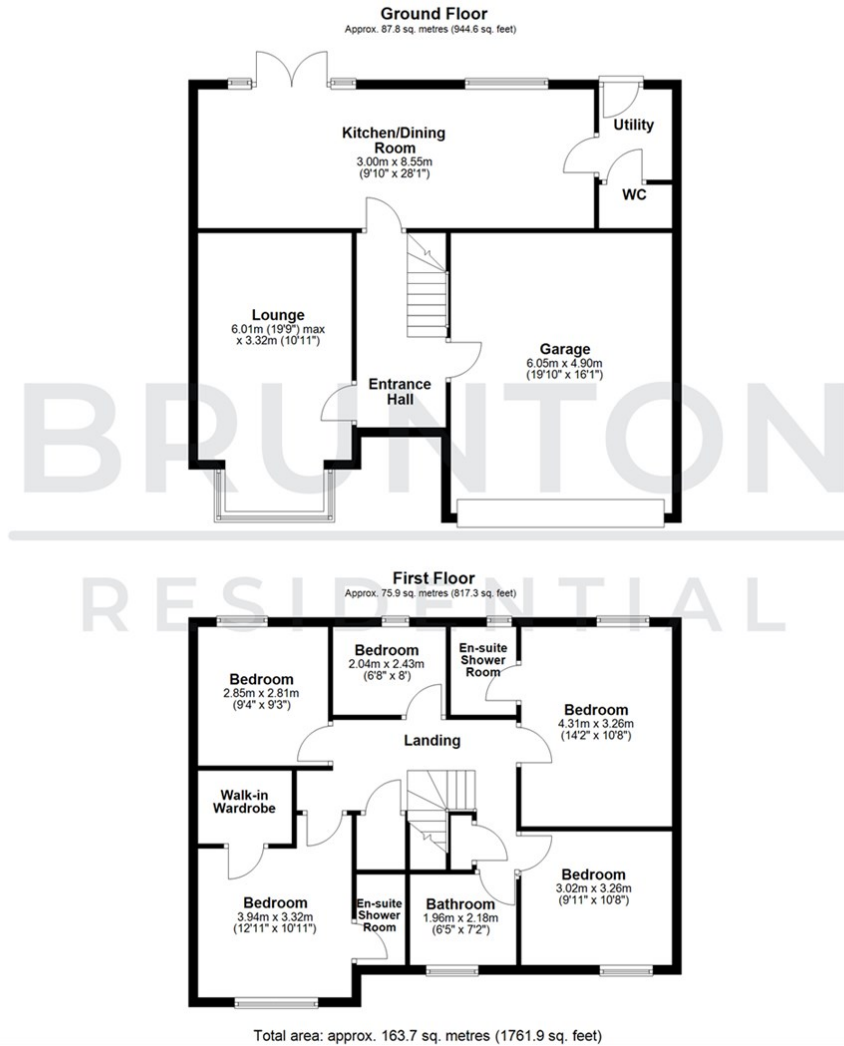 Ground Floor
Approx. 87.8 sq. metres (944.6 sq. feet)
Kitchen/Dining
Room
3.00m x 8.55m
(9'10" x 28'1")
Utility
WC
Lounge
6.01m (19'9") max
x 3.32m (10'11")
Garage
6.05m x 4.90m
(19'10" x 16'1")
Entrance
Hall
BRUNTON
RESIDENTIAL
First Floor
Approx. 75.9 sq. metres (817.3 sq. feet)
Bedroom
2.85m x 2.81m
(9'4" x 9'3")
Bedroom
2.04m x 2.43m
(6'8" x 8')
En-suite
Shower
Room
Bedroom
4.31m x 3.26m
(14'2" x 10'8")
Landing
Walk-in
Wardrobe
Bedroom
3.94m x 3.32m
(12'11" x 10'11")
En-suite
Shower
Room
Bathroom
1.96m x 2.18m
(6'5" x 7'2")
Bedroom
3.02m x 3.26m
(9'11" x 10'8")
Total area: approx. 163.7 sq. metres (1761.9 sq. feet)